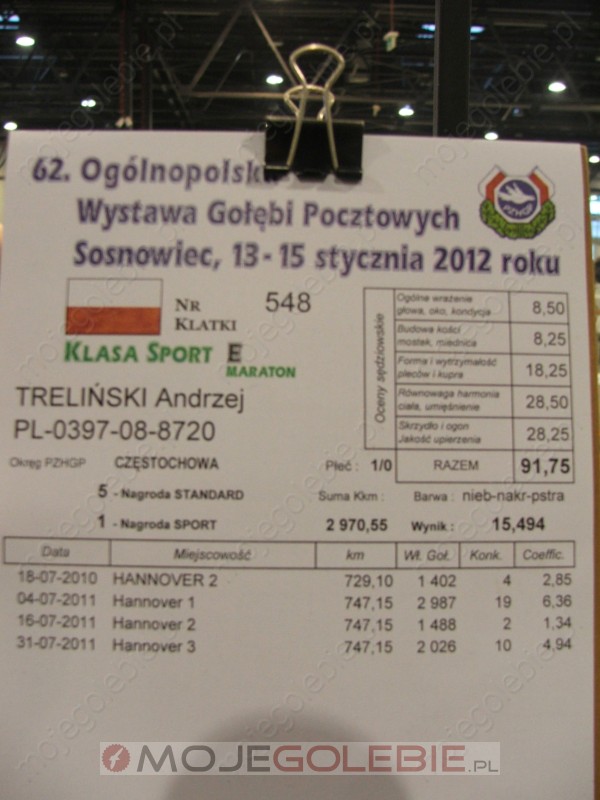 62. Ogólnopolska
Wystawa Gołębi Pocztowych
Sosnowiec, 13-15 stycznia 2012 roku
NR KLATKI 548
KLASA SPORT E
MARATON
TRELIŃSKI Andrzej
PL-0397-08-8720
Okręg PZHGP CZĘSTOCHOWA
Oceny sędziowskie
Ogólne wrażenie głowa, oko, kondycja 8,50
Budowa kości mostek, miednica 8,25
Forma i wytrzymałość pleców i kupra 18,25
Równowaga harmonia ciała, umięśnienie 28,50
Skrzydło i ogon Jakość upierzenia 28,25
Płeć : 1/0 RAZEM 91,75
5 - Nagroda STANDARD Suma Kkm : Barwa : nieb-nakr-pstra
1 - Nagroda SPORT 2 970,55 Wynik : 15,494
Data Miejscowość km Wł. Goł. Konk. Coeffic.
18-07-2010 HANNOVER 2 729,10 1 402 4 2,85
04-07-2011 Hannover 1 747,15 2 987 19 6,36
16-07-2011 Hannover 2 747,15 1 488 2 1,34
31-07-2011 Hannover 3 747,15 2 026 10 4,94
MOJEGOLEBIE.PL